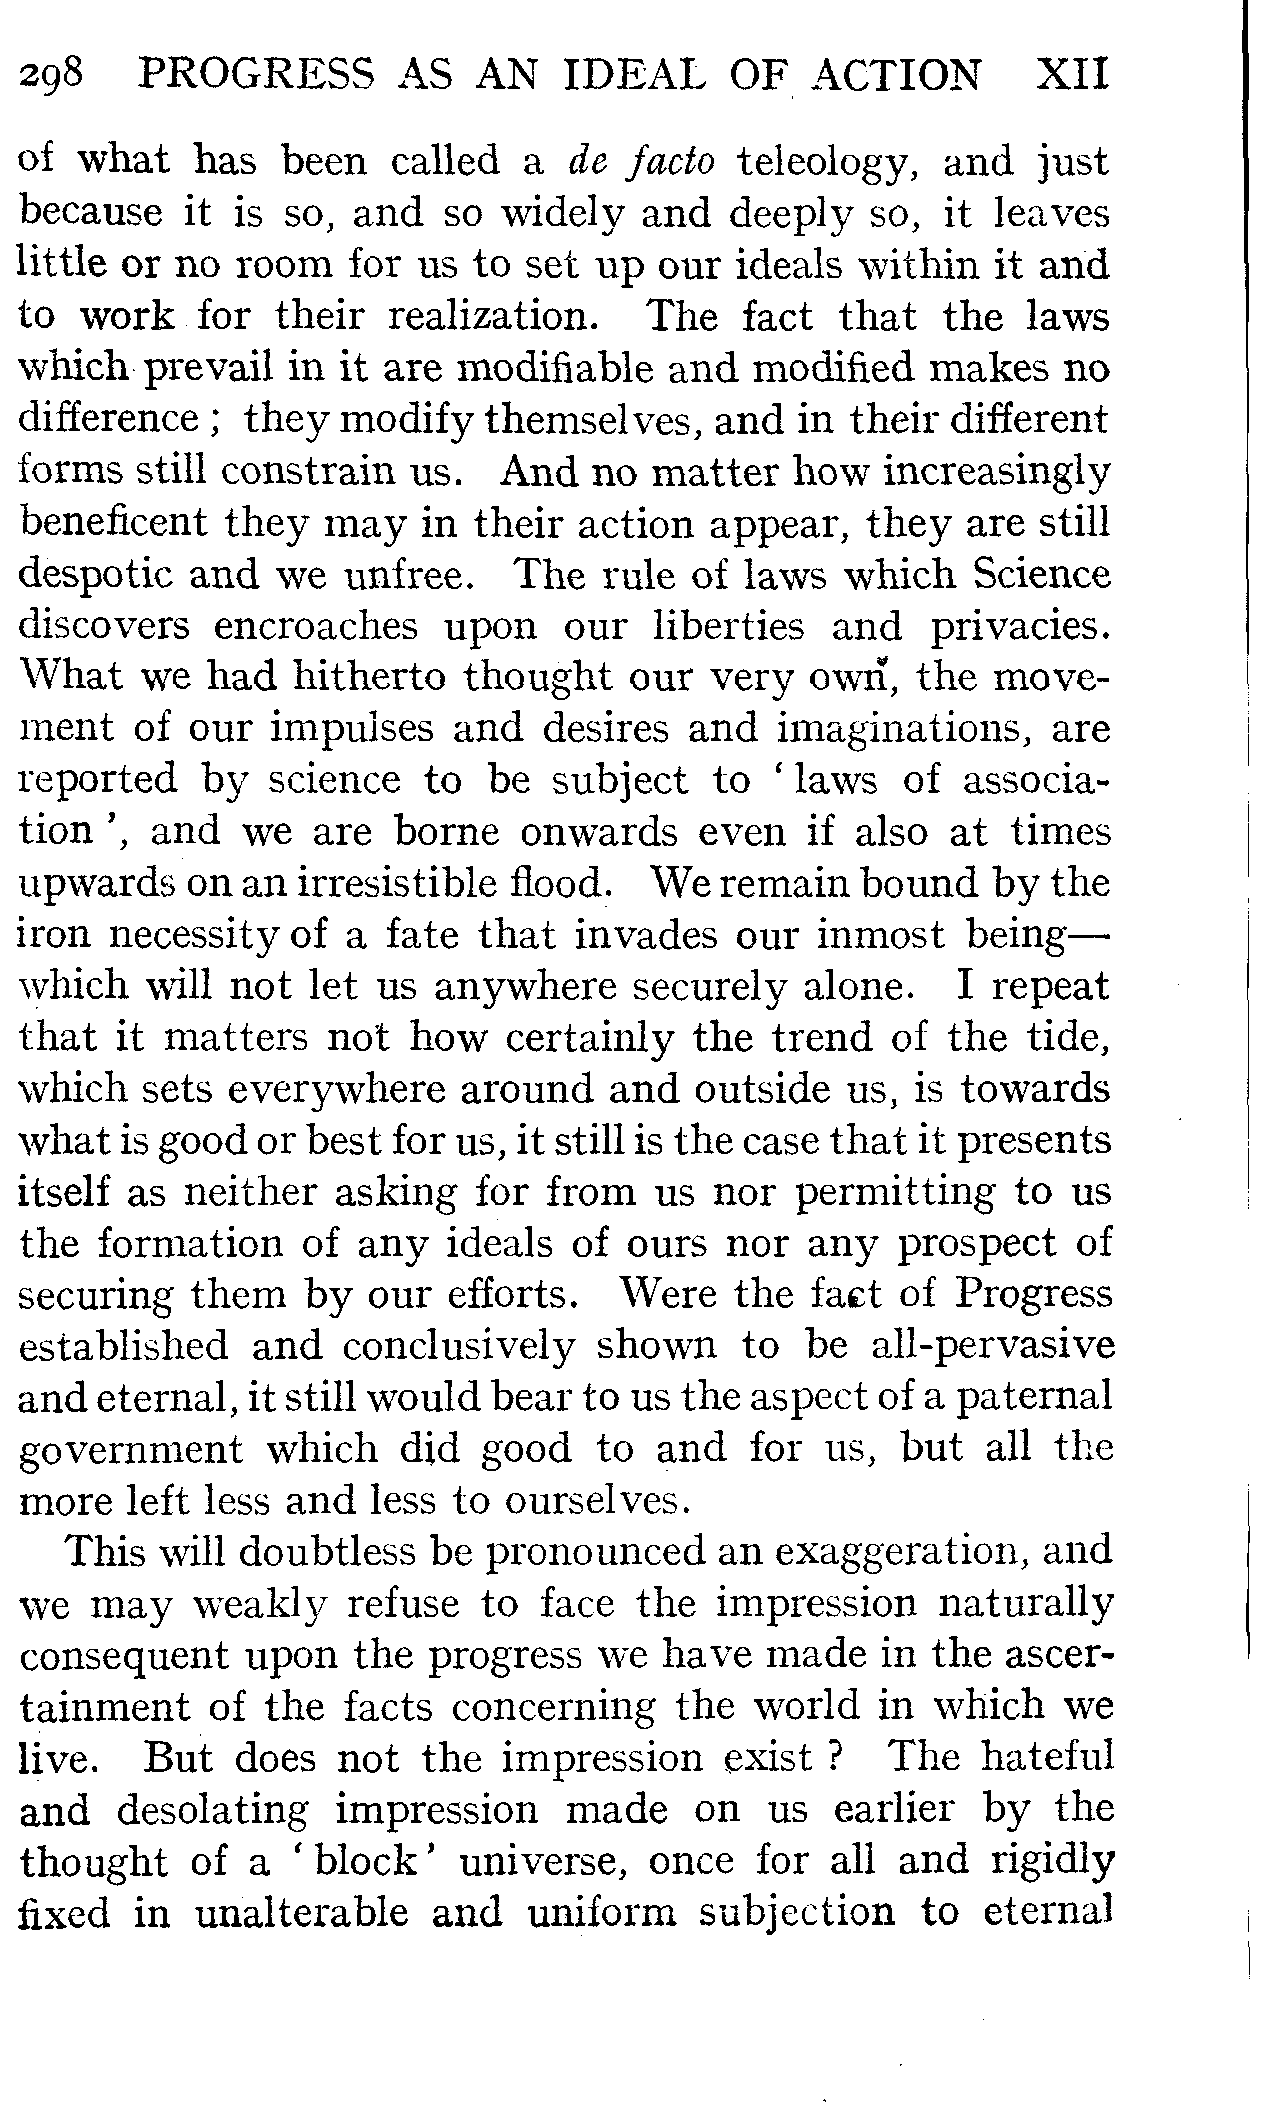 298 PROGRESS AS AN IDEAL OF ACTION XII
of what has been called a de facto teleology, and just
because it is so, and so widely and deeply so, it leaves
little or no room for us to set up our ideals within it and
to work for their realization. The fact that the laws
which prevail in it are modifiable and modified makes no
difference ; they modify themselves, and in their different
forms still constrain us. And no matter how increasingly
beneficent they may in their action appear, they are still
despotic and we unfree. The rule of laws which Science
discovers encroaches upon our liberties and privacies.
What we had hitherto thought our very own, the move-
ment of our impulses and desires and imaginations, are
reported by science to be subject to ‘ laws of associa-
tion ’, and we are borne onwards even if also at times
upwards on an irresistible flood. We remain bound by the
iron necessity of a fate that invades our inmost being—
which will not let us anywhere securely alone. I repeat
that it matters not how certainly the trend of the tide,
which sets everywhere around and outside us, is towards
what is good or best for us, it still is the case that it presents
itself as neither asking for from us nor permitting to us
the formation of any ideals of ours nor any prospect of
securing them by our efforts. Were the fact of Progress
established and conclusively shown to be all-pervasive
and eternal, it still would bear to us the aspect of a paternal
government which did good to and for us, but all the
more left less and less to ourselves.
This will doubtless be pronounced an exaggeration, and
we may weakly refuse to face the impression naturally
consequent upon the progress we have made in the ascer-
tainment of the facts concerning the world in which we
live. But does not the impression exist ? The hateful
and desolating impression made on us earlier by the
thought of a ‘ block ’ universe, once for all and rigidly
fixed in unalterable and uniform subjection to eternal